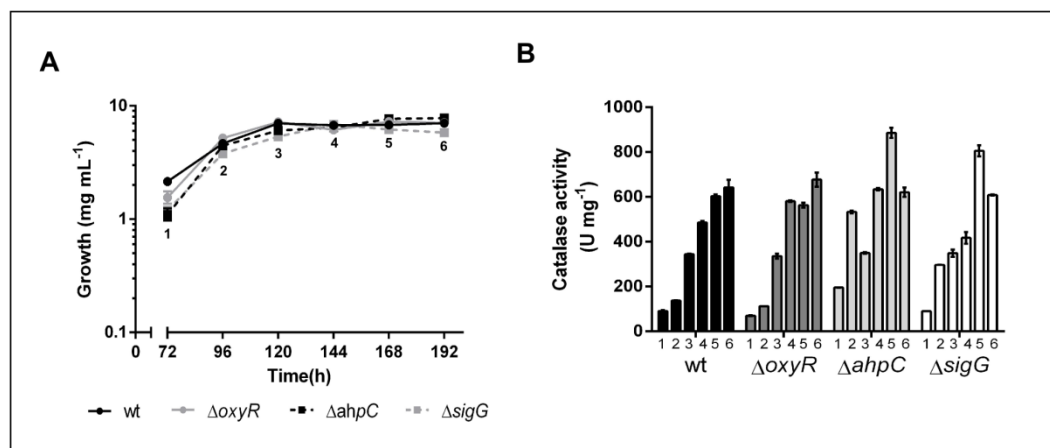 A
Growth (mg mL-1)
10
1
0.1
1
2
3
4
5
6
0
72
96
120
144
168
192
Time(h)
wt
ΔoxyR
ΔahpC
ΔsigG
B
Catalase activity
(U mg-1)
1000
800
600
400
200
0
1 2 3 4 5 6
1 2 3 4 5 6
1 2 3 4 5 6
1 2 3 4 5 6
wt
ΔoxyR
ΔahpC
ΔsigG